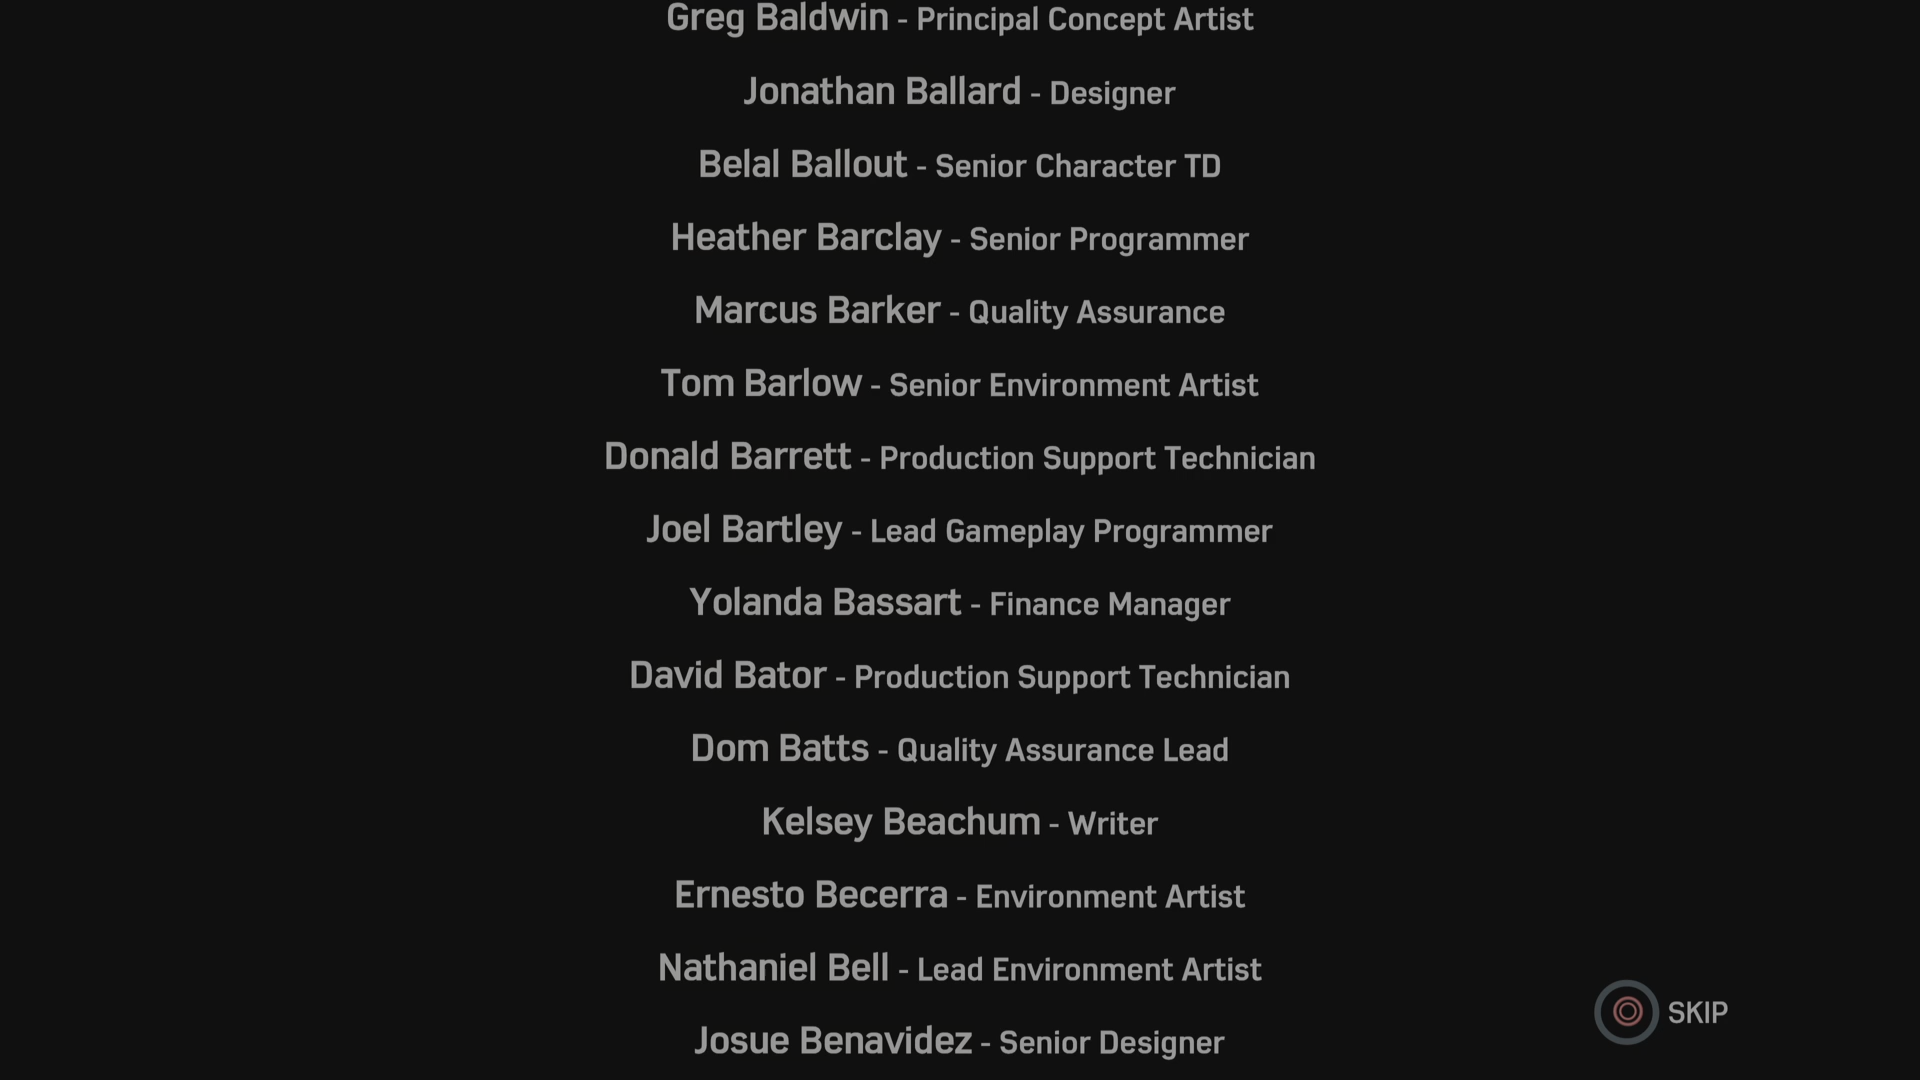 Greg Baldwin - Principal Concept Artist
Jonathan Ballard - Designer
Belal Ballout - Senior Character TD
Heather Barclay - Senior Programmer
Marcus Barker - Quality Assurance
Tom Barlow - Senior Environment Artist
Donald Barrett - Production Support Technician
Joel Bartley - Lead Gameplay Programmer
Yolanda Bassart - Finance Manager
David Bator - Production Support Technician
Dom Batts - Quality Assurance Lead
Kelsey Beachum - Writer
Ernesto Becerra - Environment Artist
Nathaniel Bell - Lead Environment Artist
Josue Benavidez - Senior Designer
SKIP